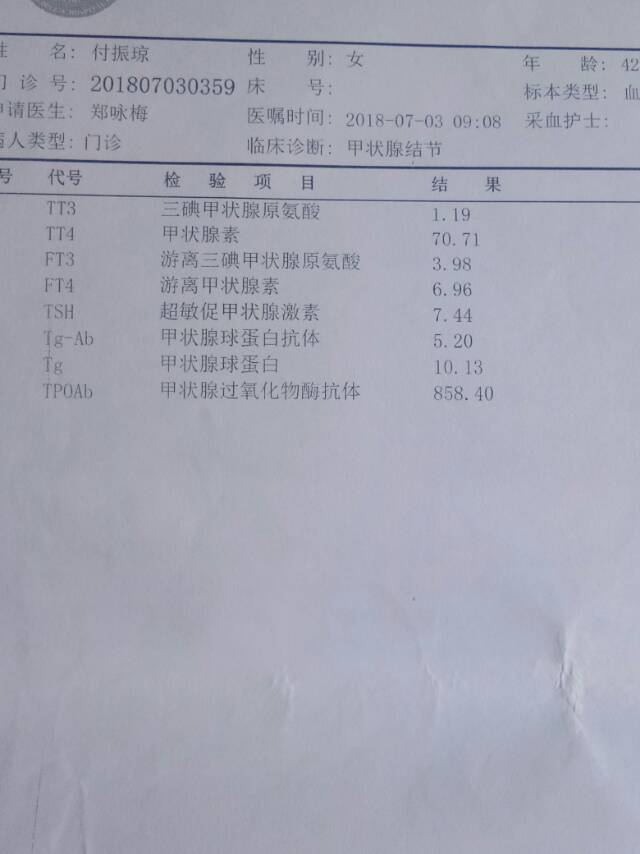 姓 名: 付振琼 性 别: 女 年 龄: 42
门诊号: 201807030359 床 号: 标本类型: 血
申请医生: 郑咏梅 医嘱时间: 2018-07-03 09:08 采血护士:
病人类型: 门诊 临床诊断: 甲状腺结节
号 代号 检 验 项 目 结 果
TT3 三碘甲状腺原氨酸 1.19
TT4 甲状腺素 70.71
FT3 游离三碘甲状腺原氨酸 3.98
FT4 游离甲状腺素 6.96
TSH 超敏促甲状腺激素 7.44
Tg-Ab 甲状腺球蛋白抗体 5.20
Tg 甲状腺球蛋白 10.13
TPOAb 甲状腺过氧化物酶抗体 858.40